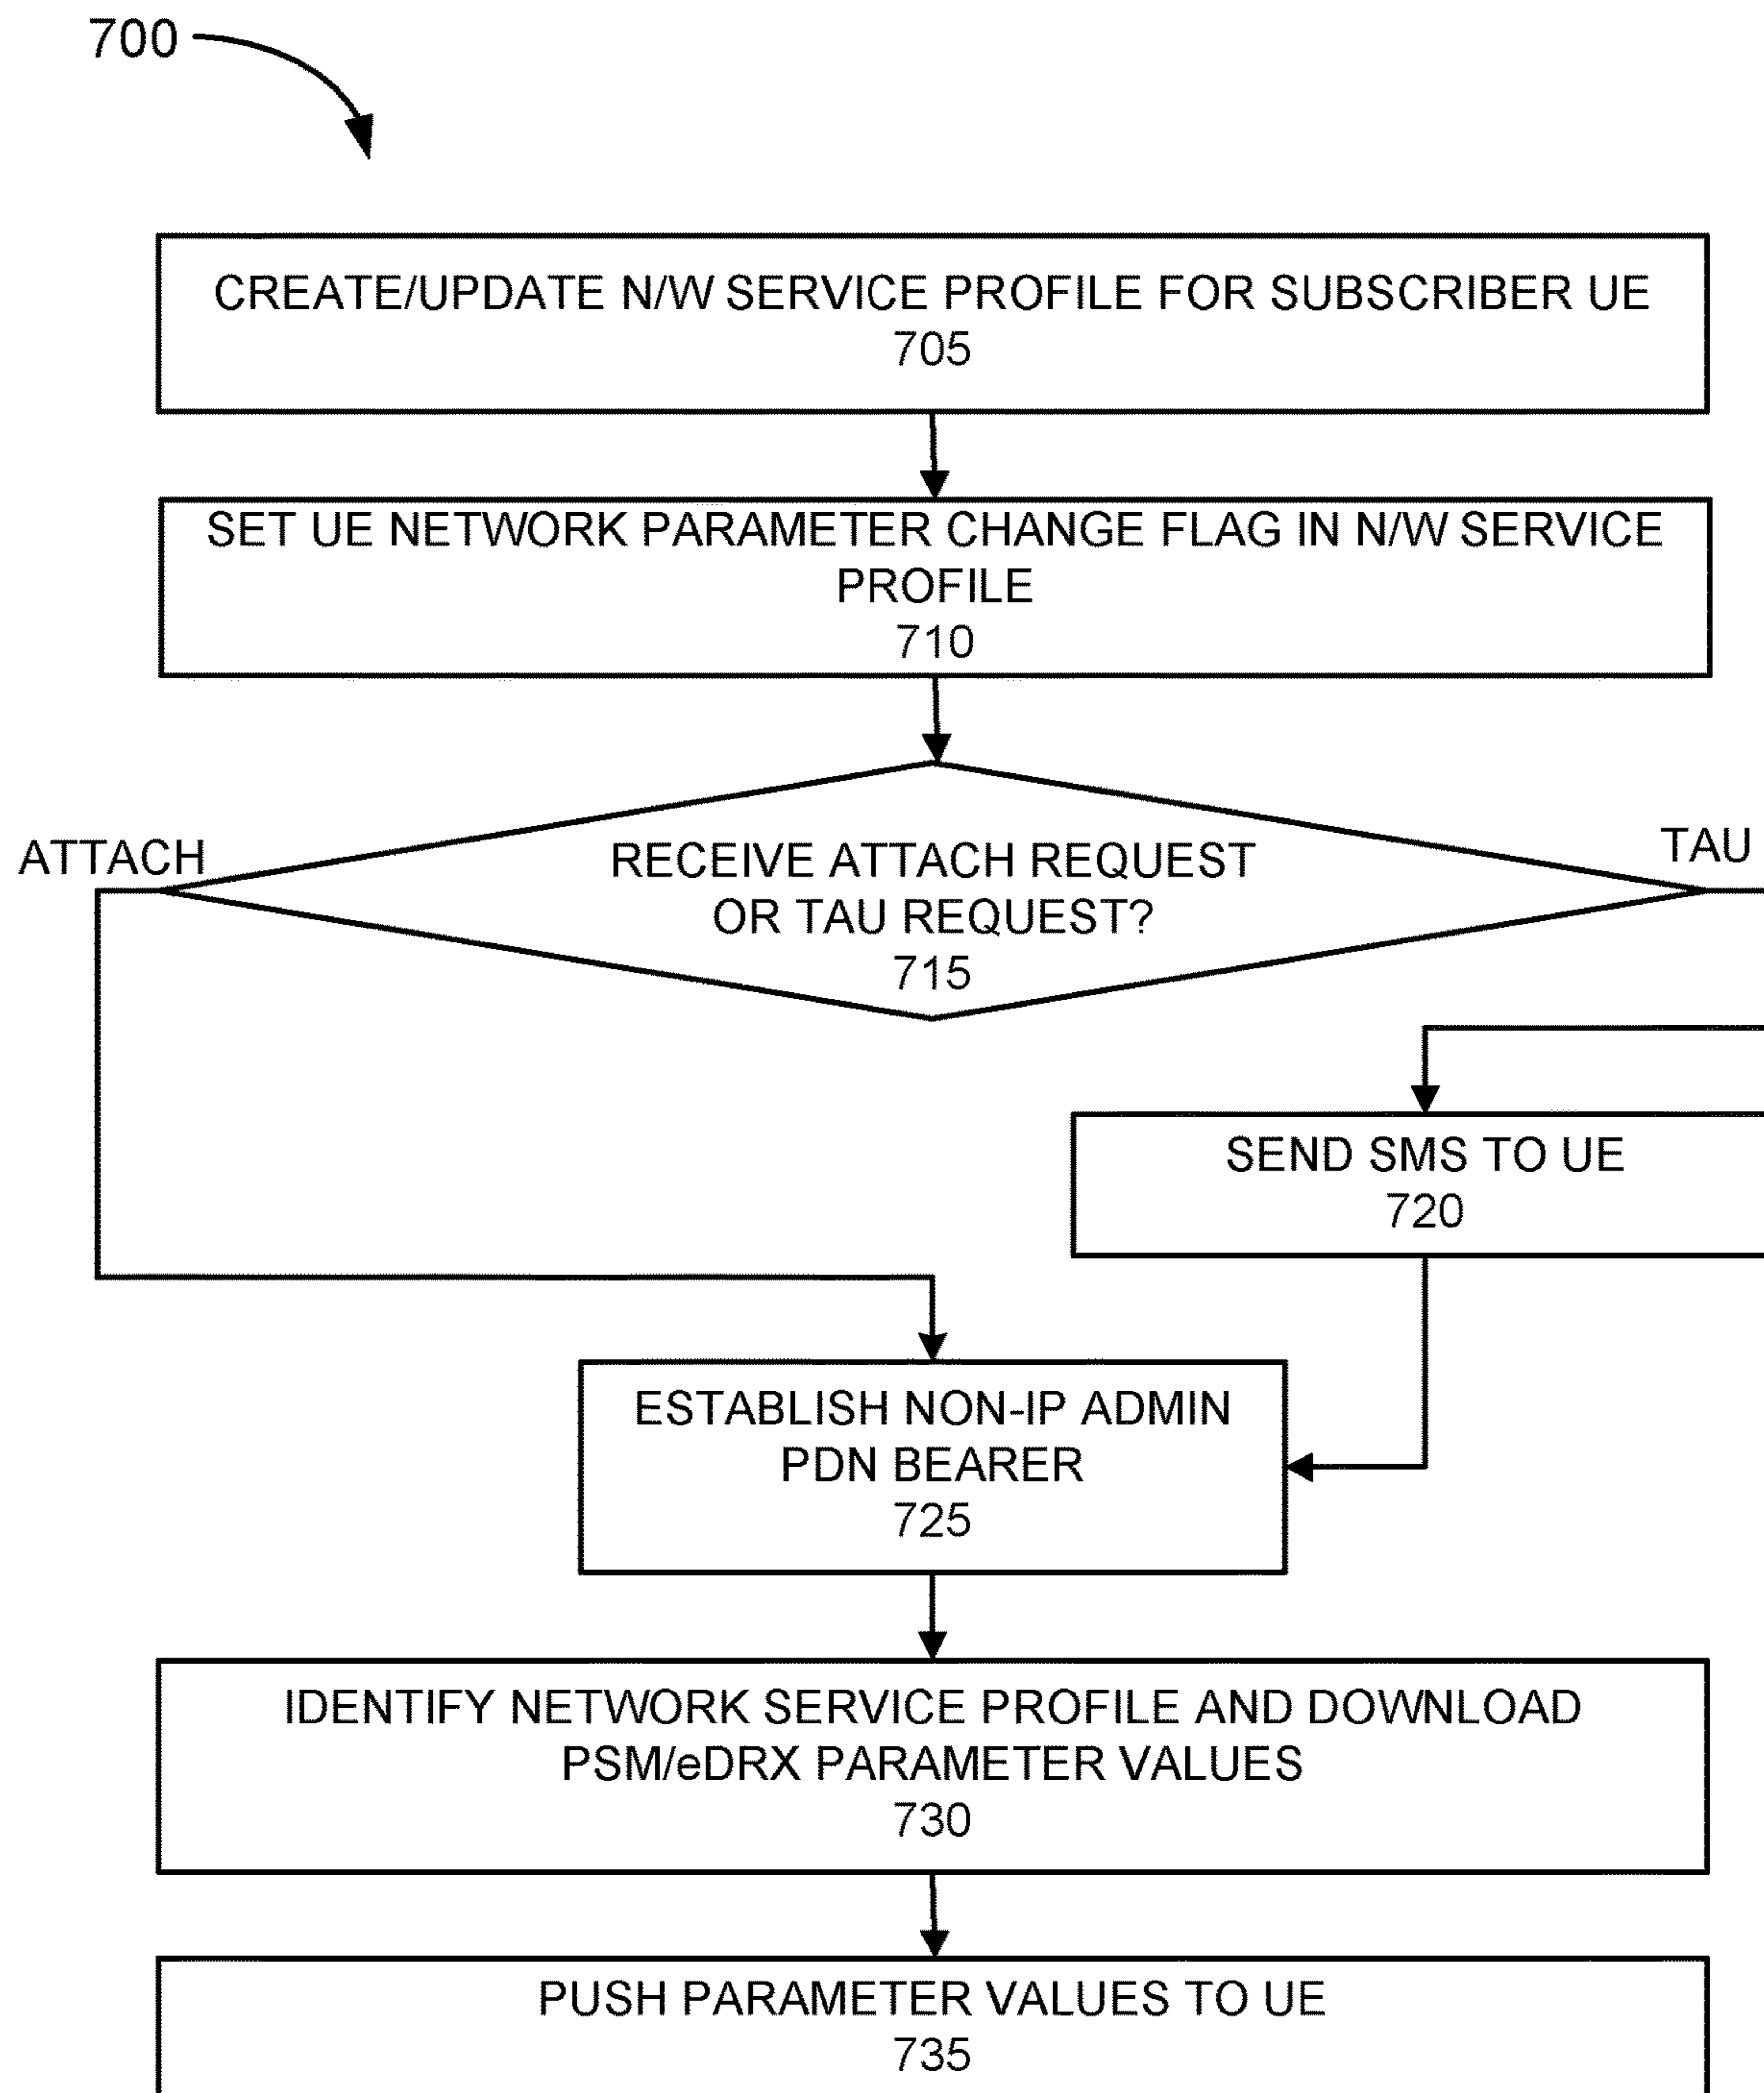 700
CREATE/UPDATE N/W SERVICE PROFILE FOR SUBSCRIBER UE
705
SET UE NETWORK PARAMETER CHANGE FLAG IN N/W SERVICE
PROFILE
710
ATTACH
RECEIVE ATTACH REQUEST
OR TAU REQUEST?
715
TAU
SEND SMS TO UE
720
ESTABLISH NON-IP ADMIN
PDN BEARER
725
IDENTIFY NETWORK SERVICE PROFILE AND DOWNLOAD
PSM/eDRX PARAMETER VALUES
730
PUSH PARAMETER VALUES TO UE
735